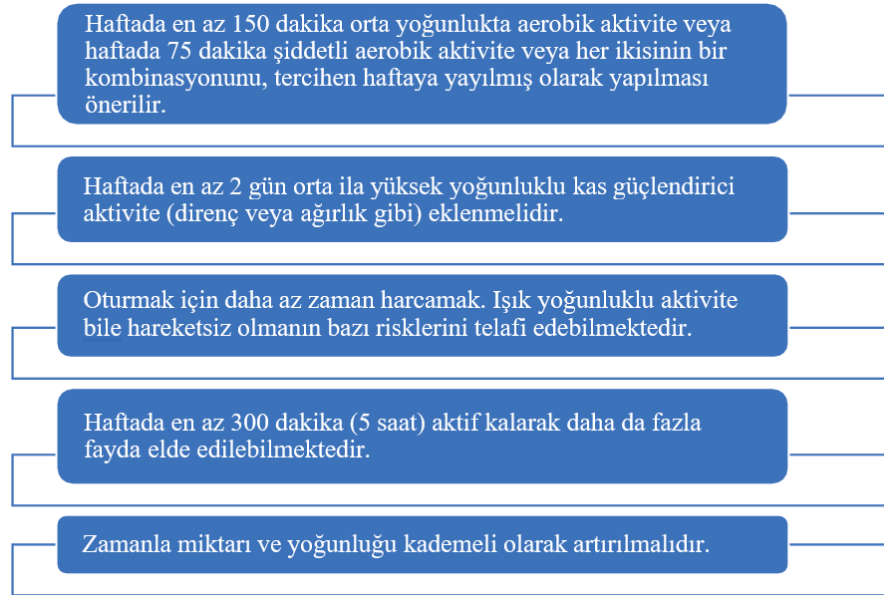 Haftada en az 150 dakika orta yoğunlukta aerobik aktivite veya
haftada 75 dakika şiddetli aerobik aktivite veya her ikisinin bir
kombinasyonunu, tercihen haftaya yayılmış olarak yapılması
önerilir.
Haftada en az 2 gün orta ila yüksek yoğunluklu kas güçlendirici
aktivite (direnç veya ağırlık gibi) eklenmelidir.
Oturmak için daha az zaman harcamak. Işık yoğunluklu aktivite
bile hareketsiz olmanın bazı risklerini telafi edebilmektedir.
Haftada en az 300 dakika (5 saat) aktif kalarak daha da fazla
fayda elde edilebilmektedir.
Zamanla miktarı ve yoğunluğu kademeli olarak artırılmalıdır.